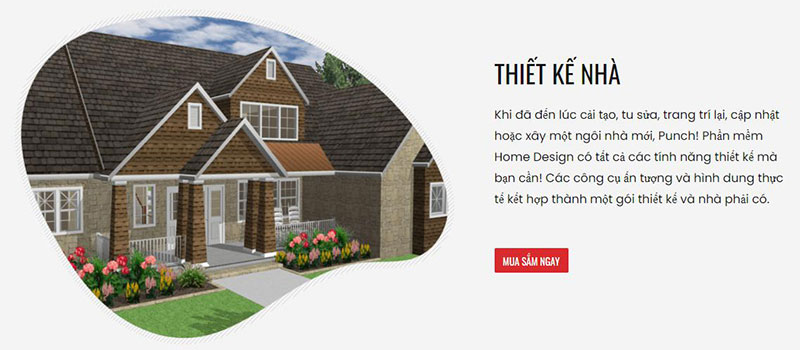 THIẾT KẾ NHÀ
Khi đã đến lúc cải tạo, tu sửa, trang trí lại, cập nhật
hoặc xây một ngôi nhà mới, Punch! Phần mềm
Home Design có tất cả các tính năng thiết kế mà
bạn cần! Các công cụ ấn tượng và hình dung thực
tế kết hợp thành một gói thiết kế và nhà phải có.
MUA SẮM NGAY